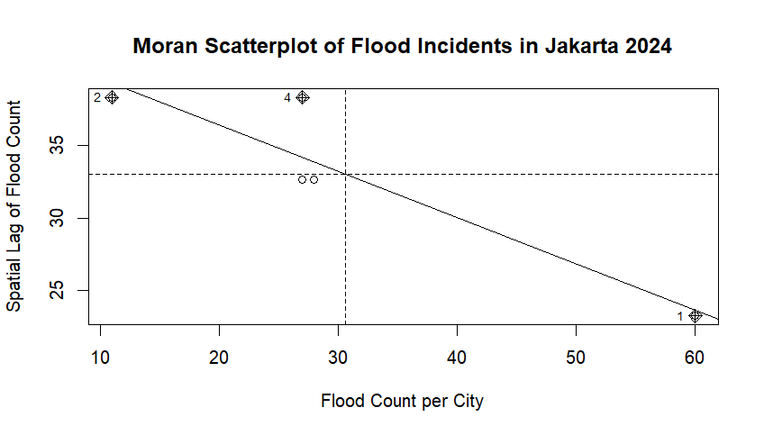 Moran Scatterplot of Flood Incidents in Jakarta 2024
Spatial Lag of Flood Count
35
30
25
2
4
1
10 20 30 40 50 60
Flood Count per City